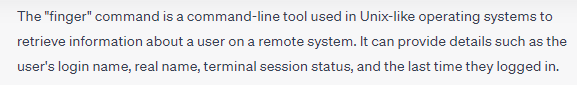 The "finger" command is a command-line tool used in Unix-like operating systems to
retrieve information about a user on a remote system. It can provide details such as the
user's login name, real name, terminal session status, and the last time they logged in.